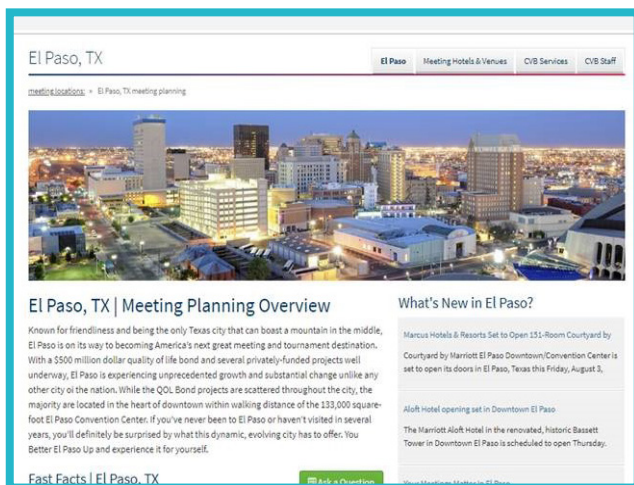 El Paso, TX
El Paso
Meeting Hotels & Venues
CVB Services
CVB Staff
meeting locations: » El Paso, TX meeting planning
El Paso, TX | Meeting Planning Overview
Known for friendliness and being the only Texas city that can boast a mountain in the middle,
El Paso is on its way to becoming America's next great meeting and tournament destination.
With a $500 million dollar quality of life bond and several privately-funded projects well
underway, El Paso is experiencing unprecedented growth and substantial change unlike any
other city of the nation. While the QOL Bond projects are scattered throughout the city, the
majority are located in the heart of downtown within walking distance of the 133,000 square-
foot El Paso Convention Center. If you've never been to El Paso or haven't visited in several
years, you'll definitely be surprised by what this dynamic, evolving city has to offer. You
Better El Paso Up and experience it for yourself.
Fast Facts | El Paso, TX
Ask a Question
What's New in El Paso?
Marcus Hotels & Resorts Set to Open 151-Room Courtyard by
Courtyard by Marriott El Paso Downtown/Convention Center is
set to open its doors in El Paso, Texas this Friday, August 3,
Aloft Hotel opening set in Downtown El Paso
The Marriott Aloft Hotel in the renovated, historic Bassett
Tower in Downtown El Paso is scheduled to open Thursday.
Your Meetings Matter in El Paso